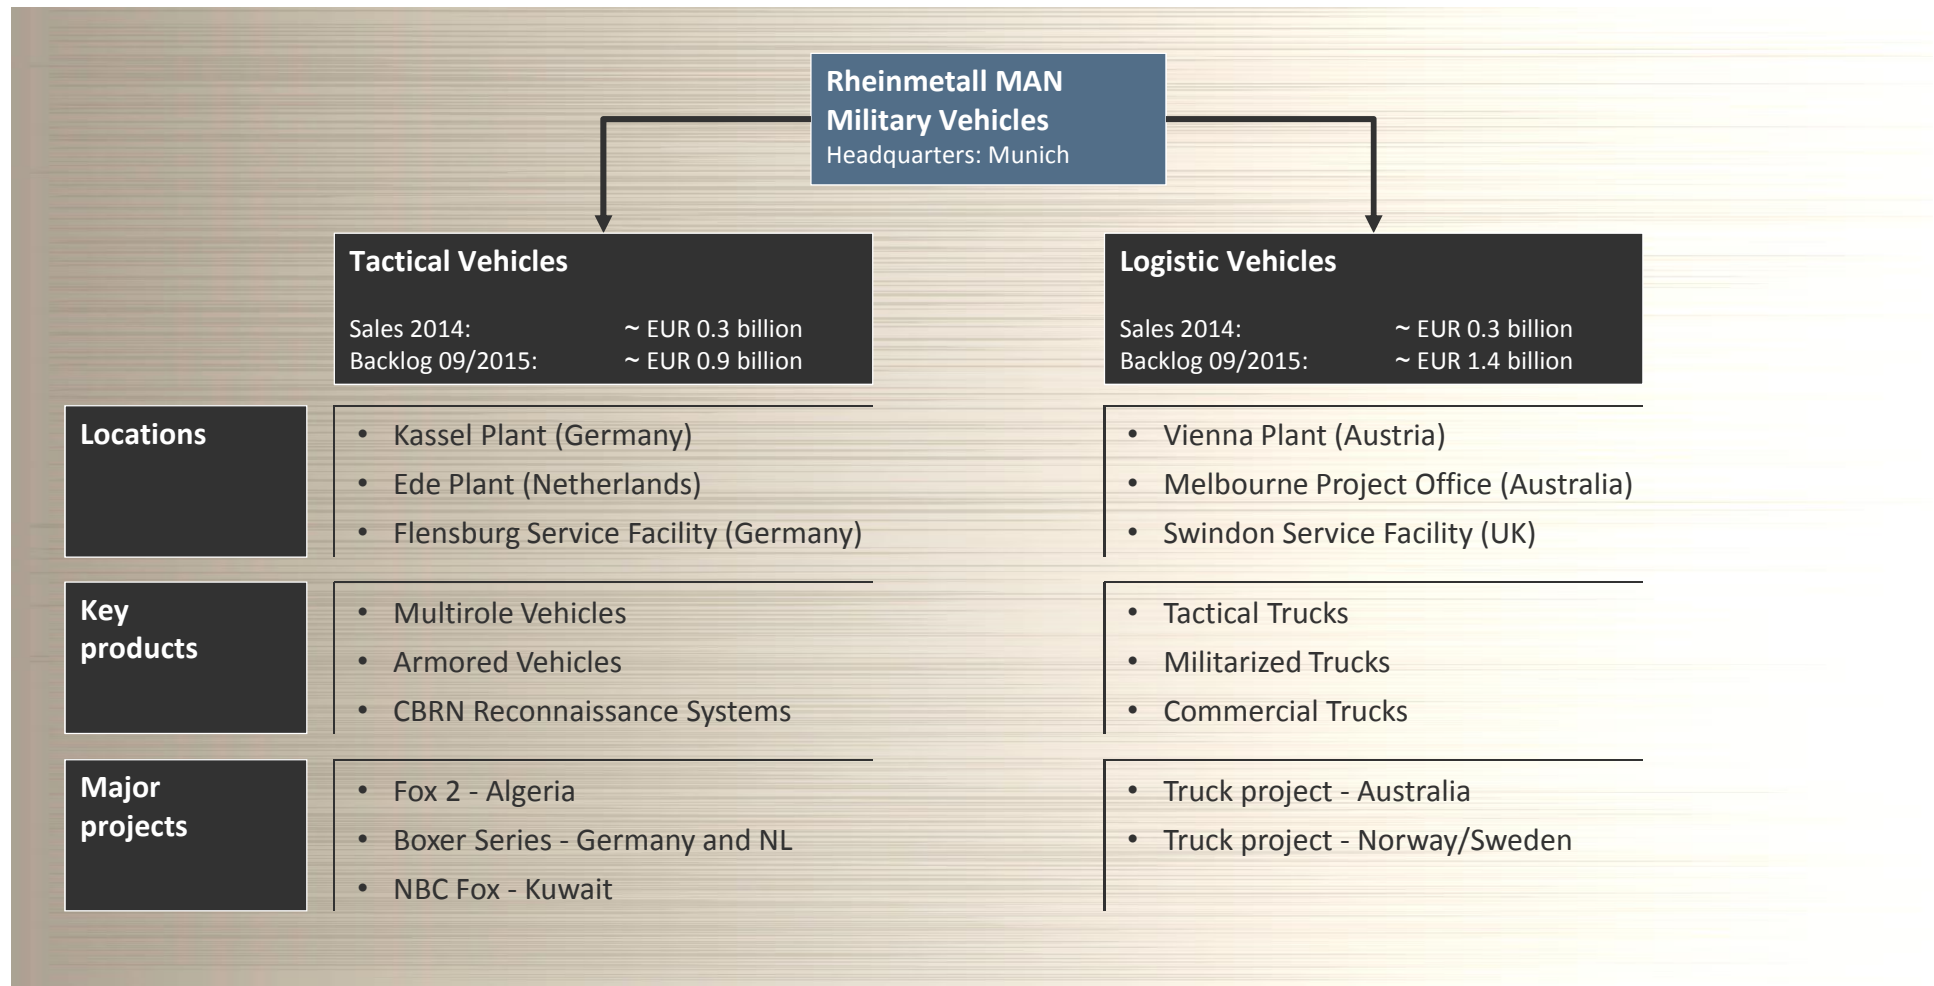 Rheinmetall MAN
Military Vehicles
Headquarters: Munich
Tactical Vehicles
Sales 2014: ~ EUR 0.3 billion
Backlog 09/2015: ~ EUR 0.9 billion
Logistic Vehicles
Sales 2014: ~ EUR 0.3 billion
Backlog 09/2015: ~ EUR 1.4 billion
Locations
• Kassel Plant (Germany)
• Ede Plant (Netherlands)
• Flensburg Service Facility (Germany)
• Vienna Plant (Austria)
• Melbourne Project Office (Australia)
• Swindon Service Facility (UK)
Key
products
• Multirole Vehicles
• Armored Vehicles
• CBRN Reconnaissance Systems
• Tactical Trucks
• Militarized Trucks
• Commercial Trucks
Major
projects
• Fox 2 - Algeria
• Boxer Series - Germany and NL
• NBC Fox - Kuwait
• Truck project - Australia
• Truck project - Norway/Sweden